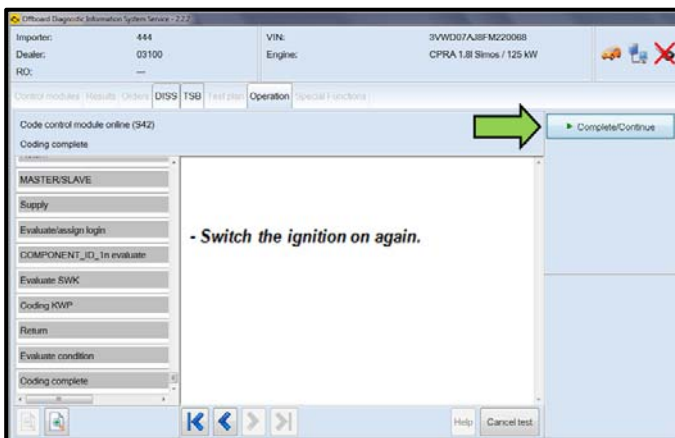 Offboard Diagnostic Information System Service - 2.2.2
Importer: 444 VIN: 3VWD07AJ8FM220068
Dealer: 03100 Engine: CPRA 1.8l Simos / 125 kW
RO: ---
Control modules Results Orders DISS TSB Test plan Operation Special Functions
Code control module online (S42)
Coding complete
Complete/Continue
MASTER/SLAVE
Supply
Evaluate/assign login
COMPONENT_ID_1n evaluate
Evaluate SWK
Coding KWP
Return
Evaluate condition
Coding complete
- Switch the ignition on again.
Help Cancel test